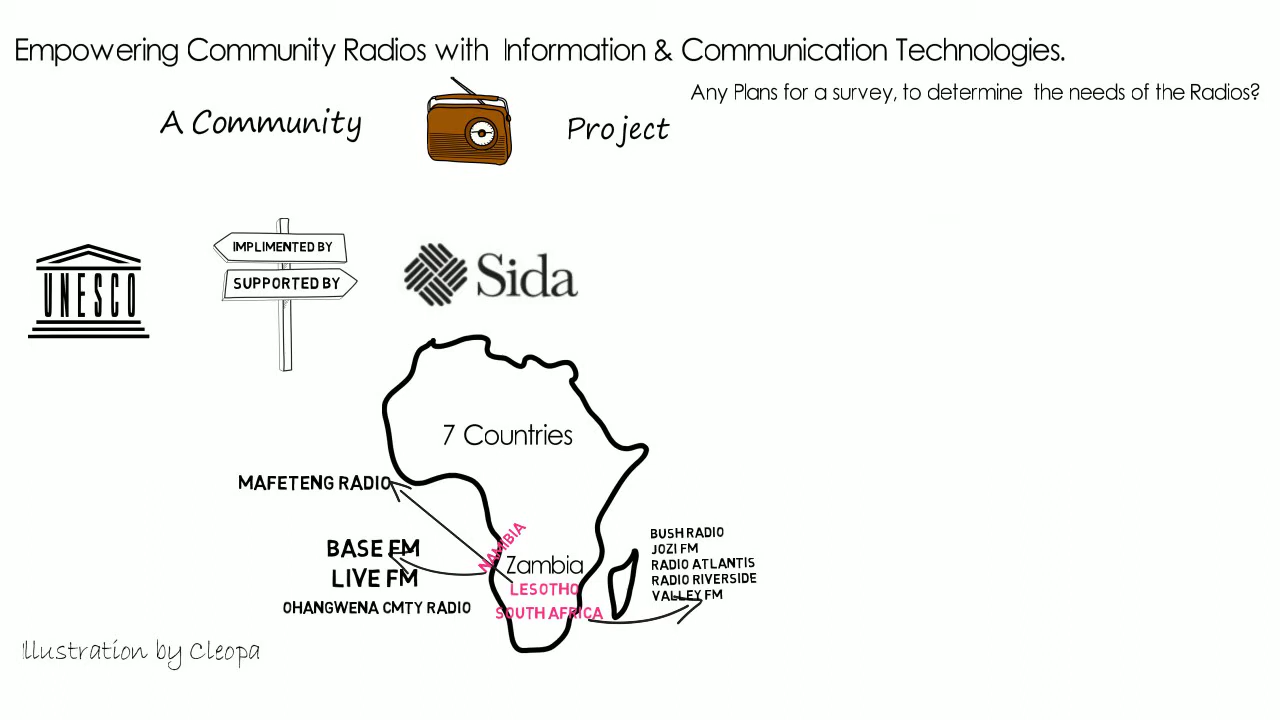 Empowering Community Radios with Information & Communication Technologies.
Any Plans for a survey, to determine the needs of the Radios?
A Community
Project
UNESCO
IMPLIMENTED BY
SUPPORTED BY
Sida
7 Countries
MAFETENG RADIO
NAMIBIA
BASE FM
LIVE FM
OHANGWENA CMTY RADIO
Zambia
LESOTHO
SOUTH AFRICA
BUSH RADIO
JOZI FM
RADIO ATLANTIS
RADIO RIVERSIDE
VALLEY FM
Illustration by Cleopa